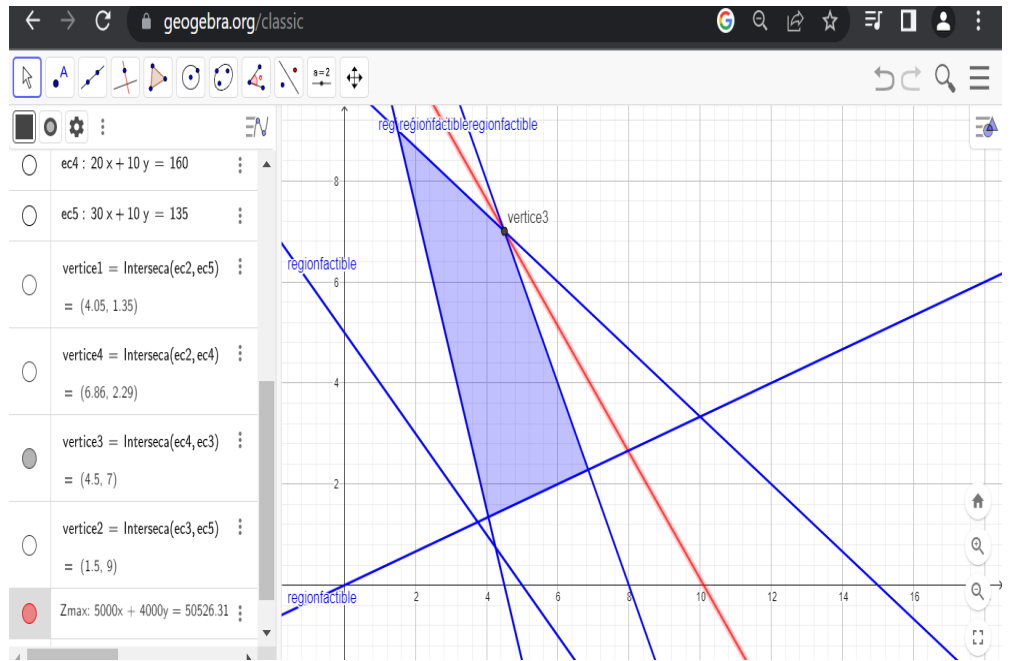 geogebra.org/classic
A
a=2
ec4 : 20 x + 10 y = 160
ec5 : 30 x + 10 y = 135
vertice1 = Interseca(ec2, ec5)
= (4.05, 1.35)
vertice4 = Interseca(ec2, ec4)
= (6.86, 2.29)
vertice3 = Interseca(ec4, ec3)
= (4.5, 7)
vertice2 = Interseca(ec3, ec5)
= (1.5, 9)
Zmax: 5000x + 4000y = 50526.31
regionfactible
regionfactible
vertice3
regionfactible
regionfactible
8
6
4
2
2
4
6
8
10
12
14
16